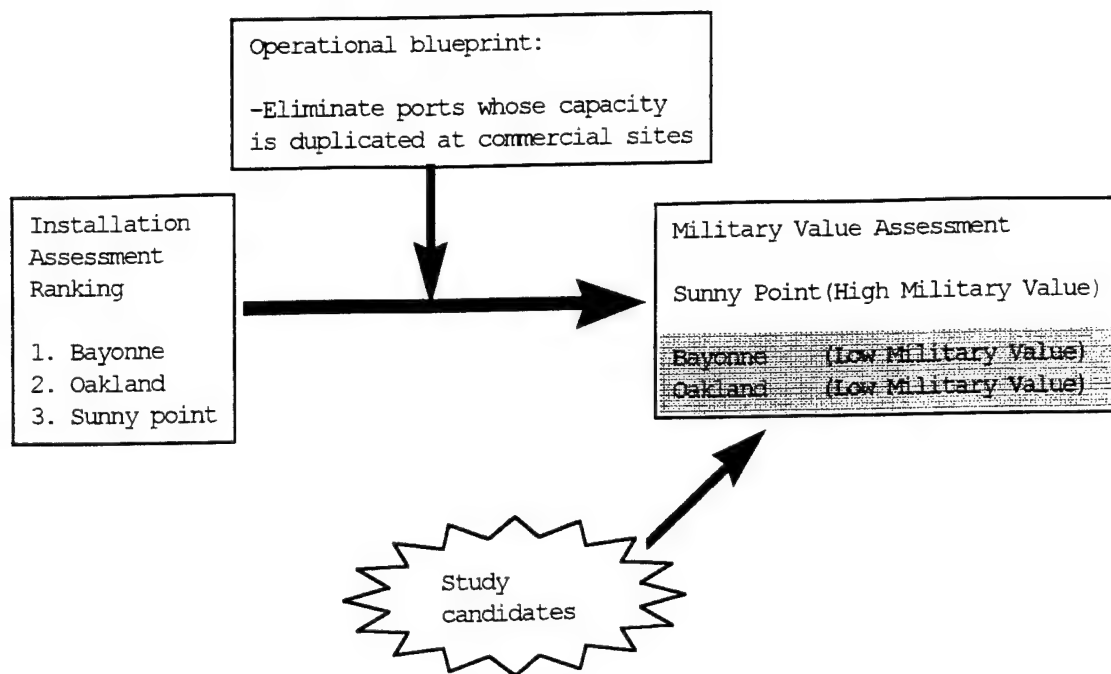 Operational blueprint:
-Eliminate ports whose capacity
is duplicated at commercial sites
Installation
Assessment
Ranking
1. Bayonne
2. Oakland
3. Sunny point
Military Value Assessment
Sunny Point (High Military Value)
Bayonne (Low Military Value)
Oakland (Low Military Value)
Study
candidates